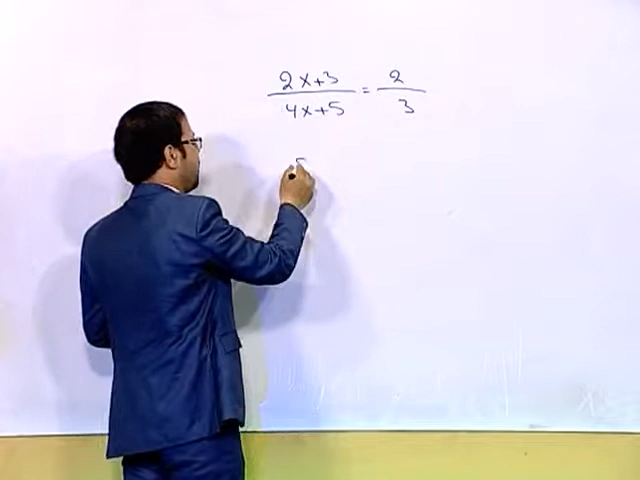 2x+3 / 4x+5 = 2 / 3